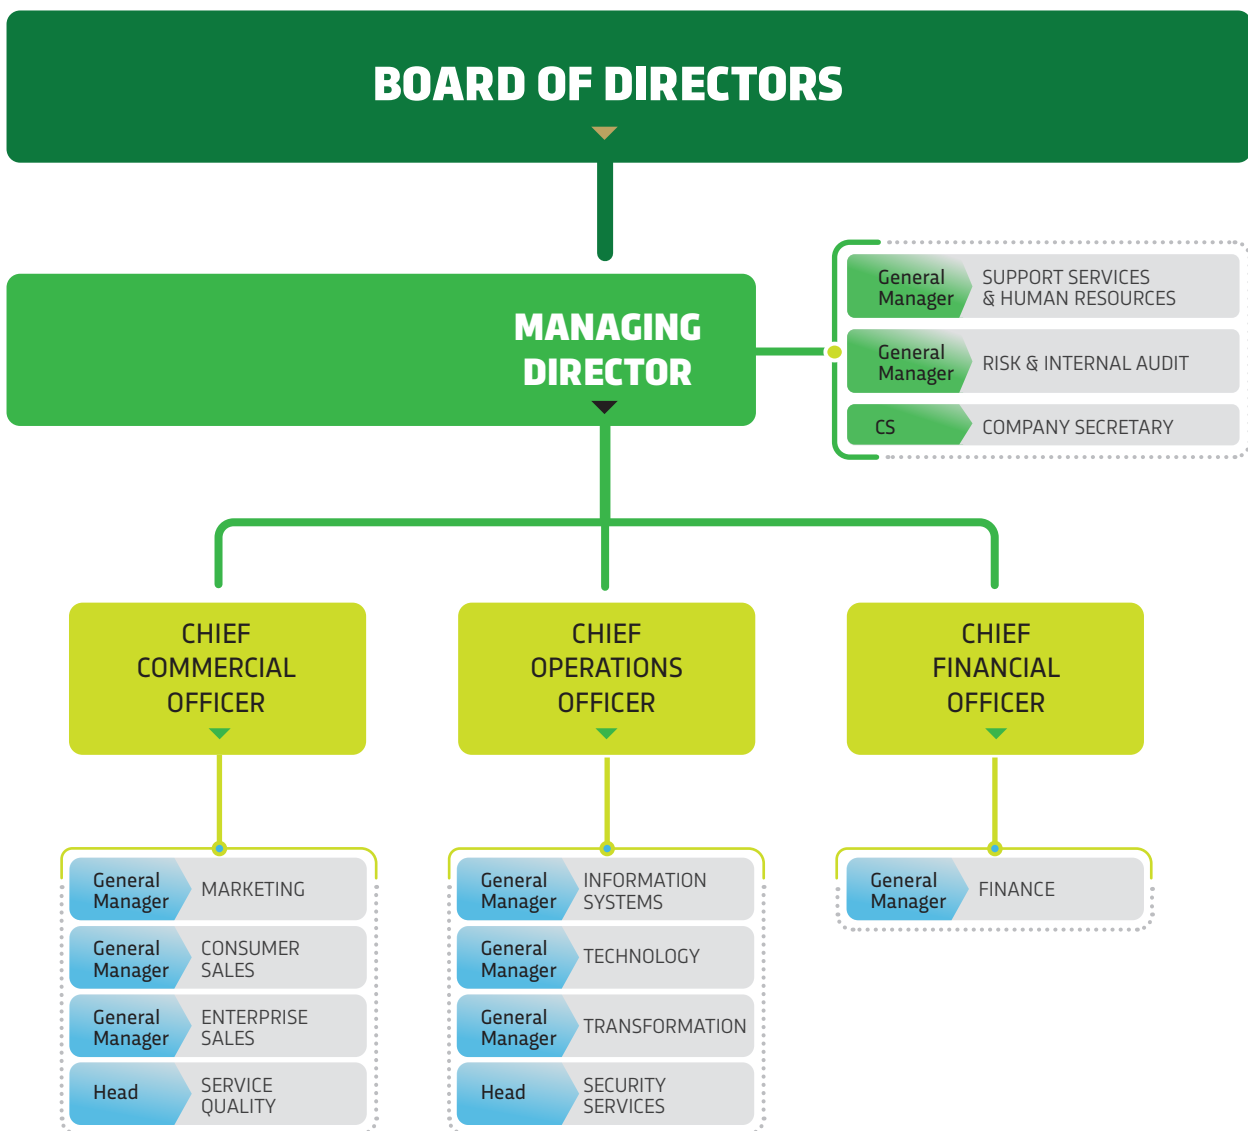 BOARD OF DIRECTORS
MANAGING
DIRECTOR
General
Manager
SUPPORT SERVICES
& HUMAN RESOURCES
General
Manager
RISK & INTERNAL AUDIT
CS
COMPANY SECRETARY
CHIEF
COMMERCIAL
OFFICER
CHIEF
OPERATIONS
OFFICER
CHIEF
FINANCIAL
OFFICER
General
Manager
MARKETING
General
Manager
CONSUMER
SALES
General
Manager
ENTERPRISE
SALES
Head
SERVICE
QUALITY
General
Manager
INFORMATION
SYSTEMS
General
Manager
TECHNOLOGY
General
Manager
TRANSFORMATION
Head
SECURITY
SERVICES
General
Manager
FINANCE